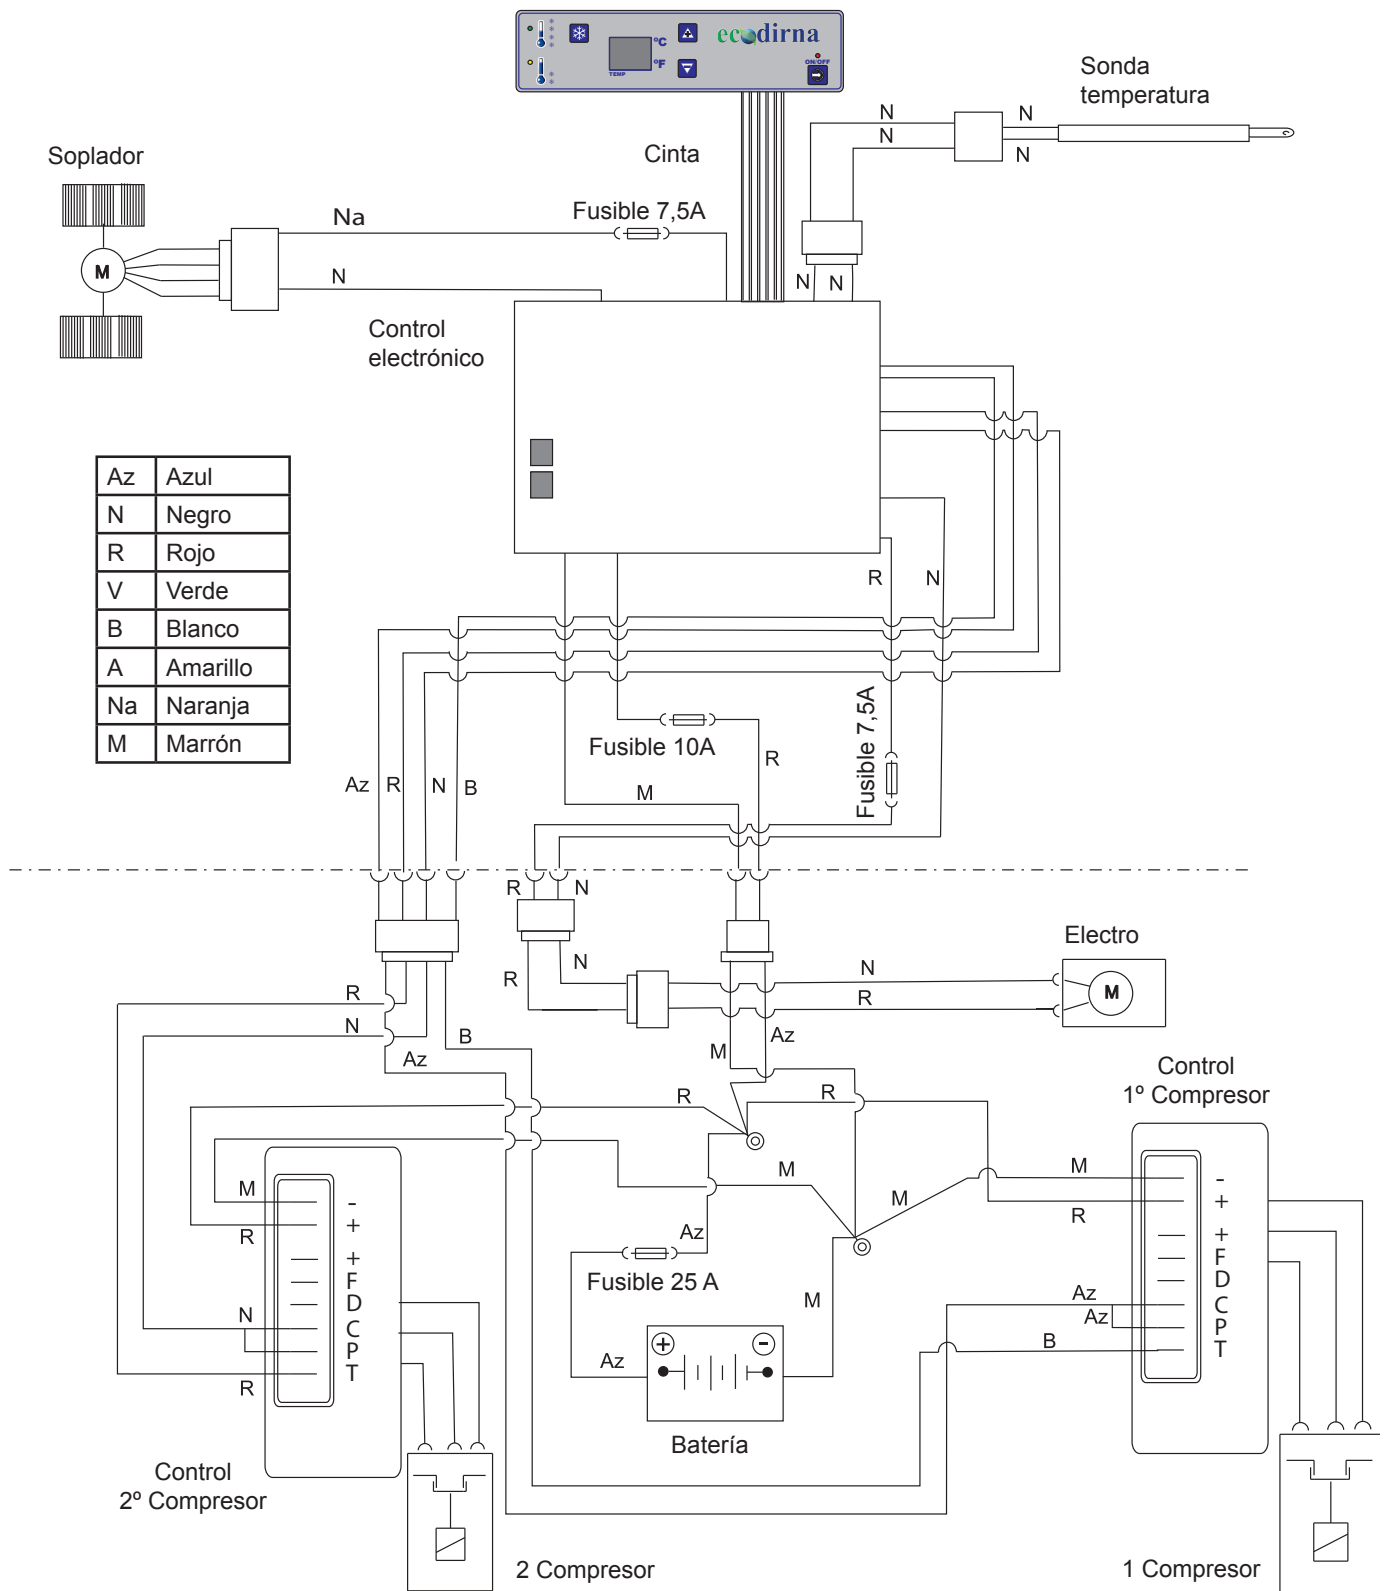 ecodirna
°C
°F
TEMP
ON/OFF
Sonda
temperatura
N
N
N
N
Soplador
Cinta
Na
Fusible 7,5A
N
N
N
Control
electrónico
Az Azul
N Negro
R Rojo
V Verde
B Blanco
A Amarillo
Na Naranja
M Marrón
R
N
Fusible 10A
Fusible 7,5A
R
Az
R
N
B
M
R
N
Electro
R
N
N
R
M
R
N
B
Az
M
Az
R
R
Control
1º Compresor
M
M
M
R
-
+
+
F
D
C
P
T
M
R
-
+
+
F
D
C
P
T
N
R
Az
Fusible 25 A
M
Az
Az
Az
B
+
-
Batería
Control
2º Compresor
2 Compresor
1 Compresor